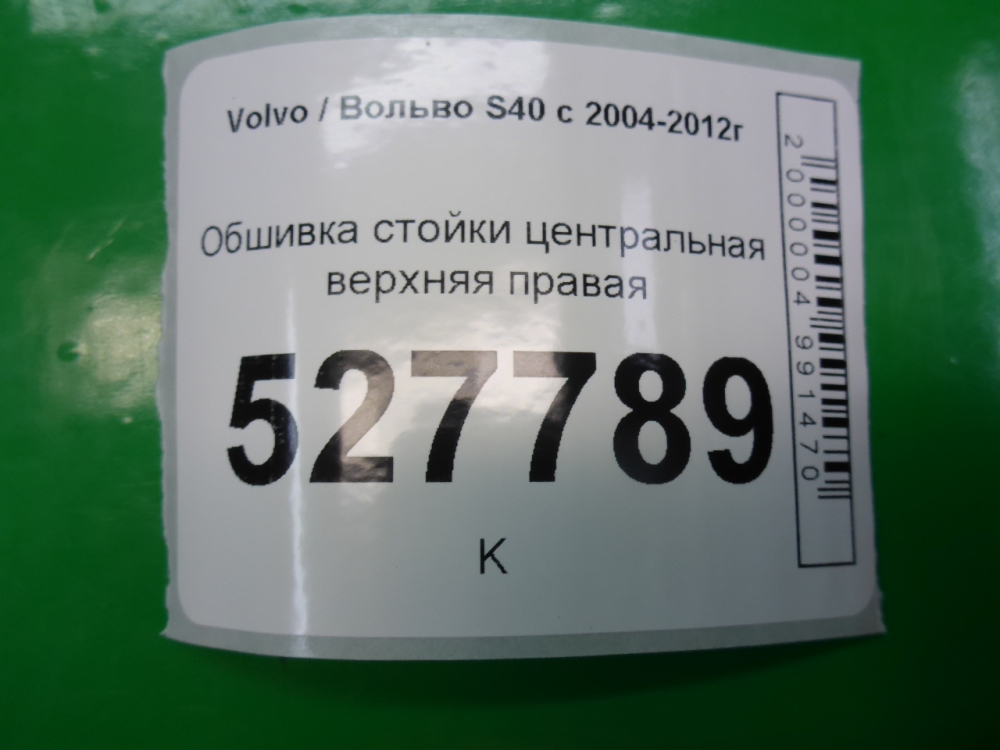 Volvo / Вольво S40 с 2004-2012г
Обшивка стойки центральная
верхняя правая
527789
К
2000004991470